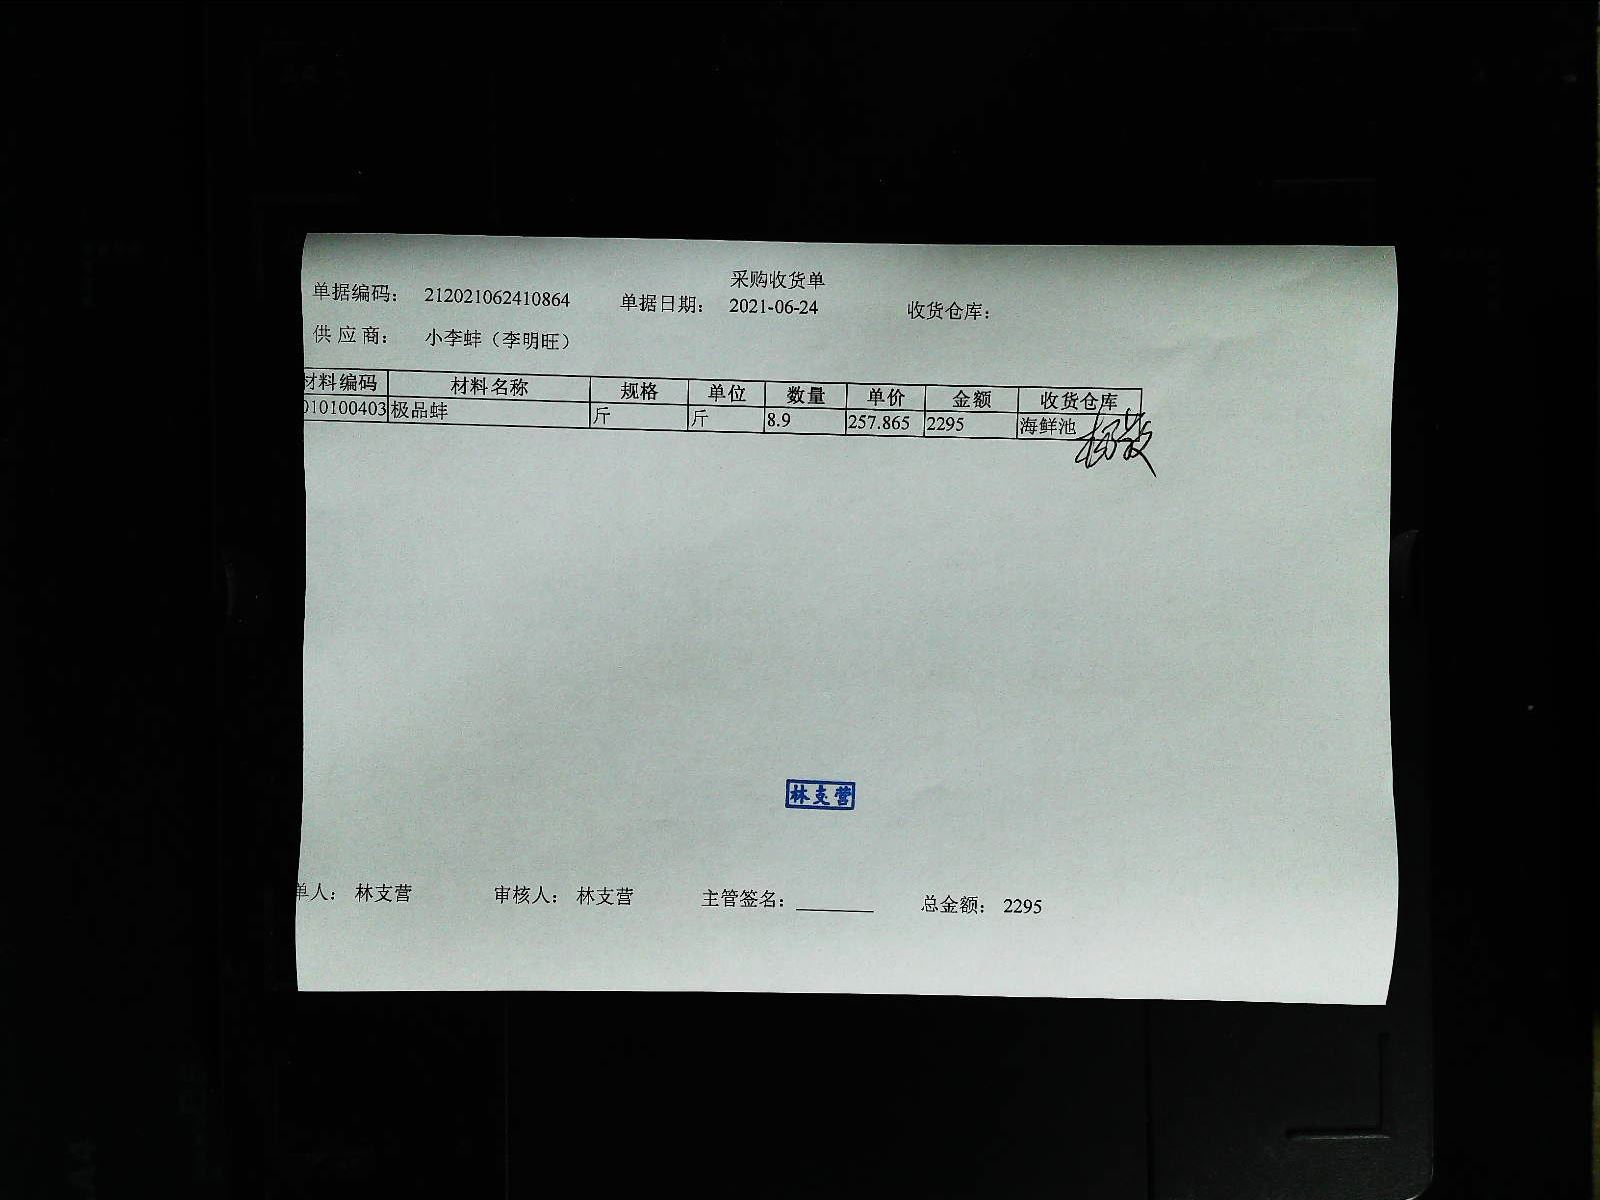 采购收货单
单据编码： 212021062410864 单据日期： 2021-06-24 收货仓库：
供 应 商： 小李蚌（李明旺）
材料编码 材料名称 规格 单位 数量 单价 金额 收货仓库
010100403 极品蚌 斤 斤 8.9 257.865 2295 海鲜池
林支营
单人： 林支营 审核人： 林支营 主管签名： 总金额： 2295